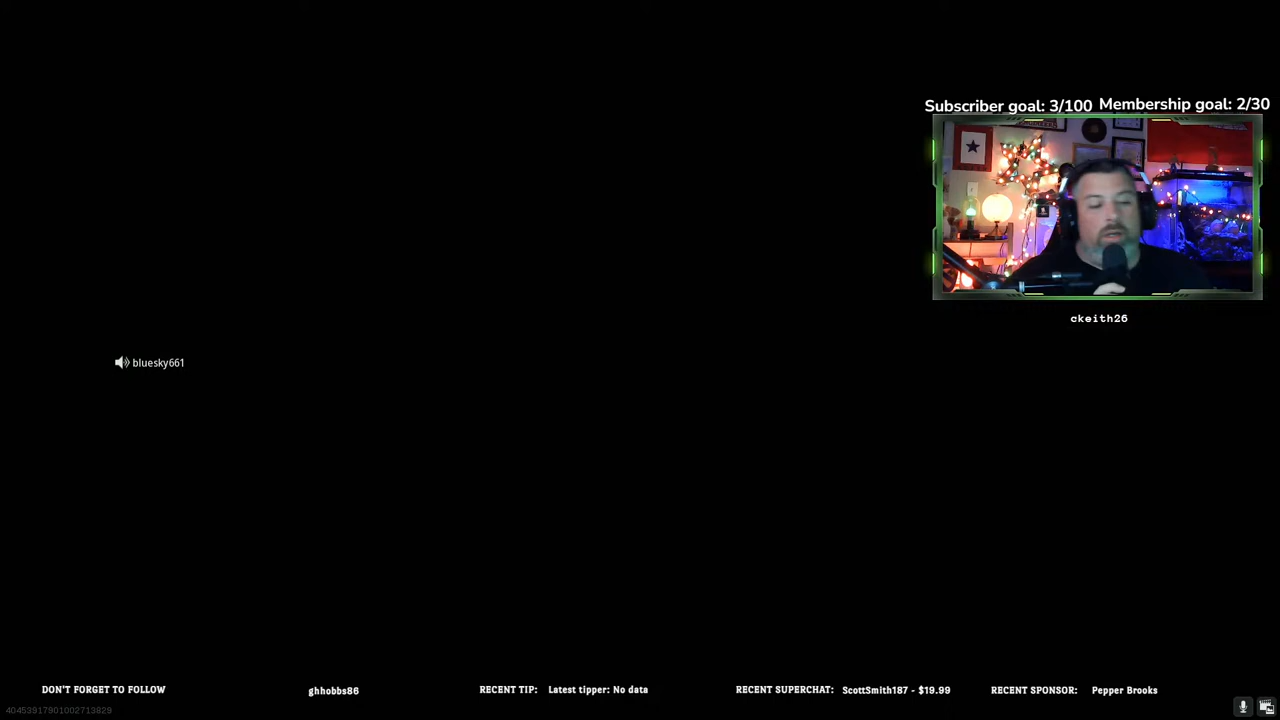 Subscriber goal: 3/100 Membership goal: 2/30
ckeith26
bluesky661
DON'T FORGET TO FOLLOW ghhobbs86 RECENT TIP: Latest tipper: No data RECENT SUPERCHAT: ScottSmith187 - $19.99 RECENT SPONSOR: Pepper Brooks
40453917901002713829